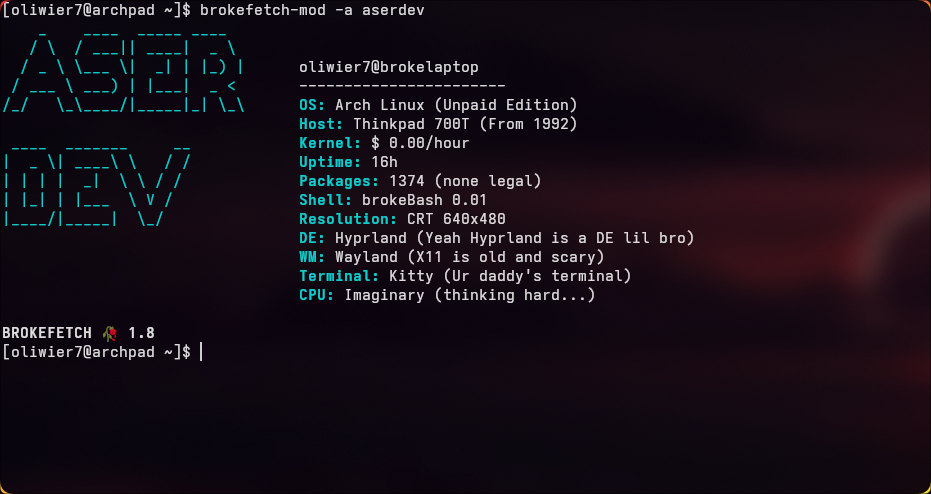 [oliwier7@archpad ~]$ brokefetch-mod -a aserdev
ASER
DEV
oliwier7@brokelaptop
-----------------------
OS: Arch Linux (Unpaid Edition)
Host: Thinkpad 700T (From 1992)
Kernel: $ 0.00/hour
Uptime: 16h
Packages: 1374 (none legal)
Shell: brokeBash 0.01
Resolution: CRT 640x480
DE: Hyprland (Yeah Hyprland is a DE lil bro)
WM: Wayland (X11 is old and scary)
Terminal: Kitty (Ur daddy's terminal)
CPU: Imaginary (thinking hard...)
BROKEFETCH 🥀 1.8
[oliwier7@archpad ~]$